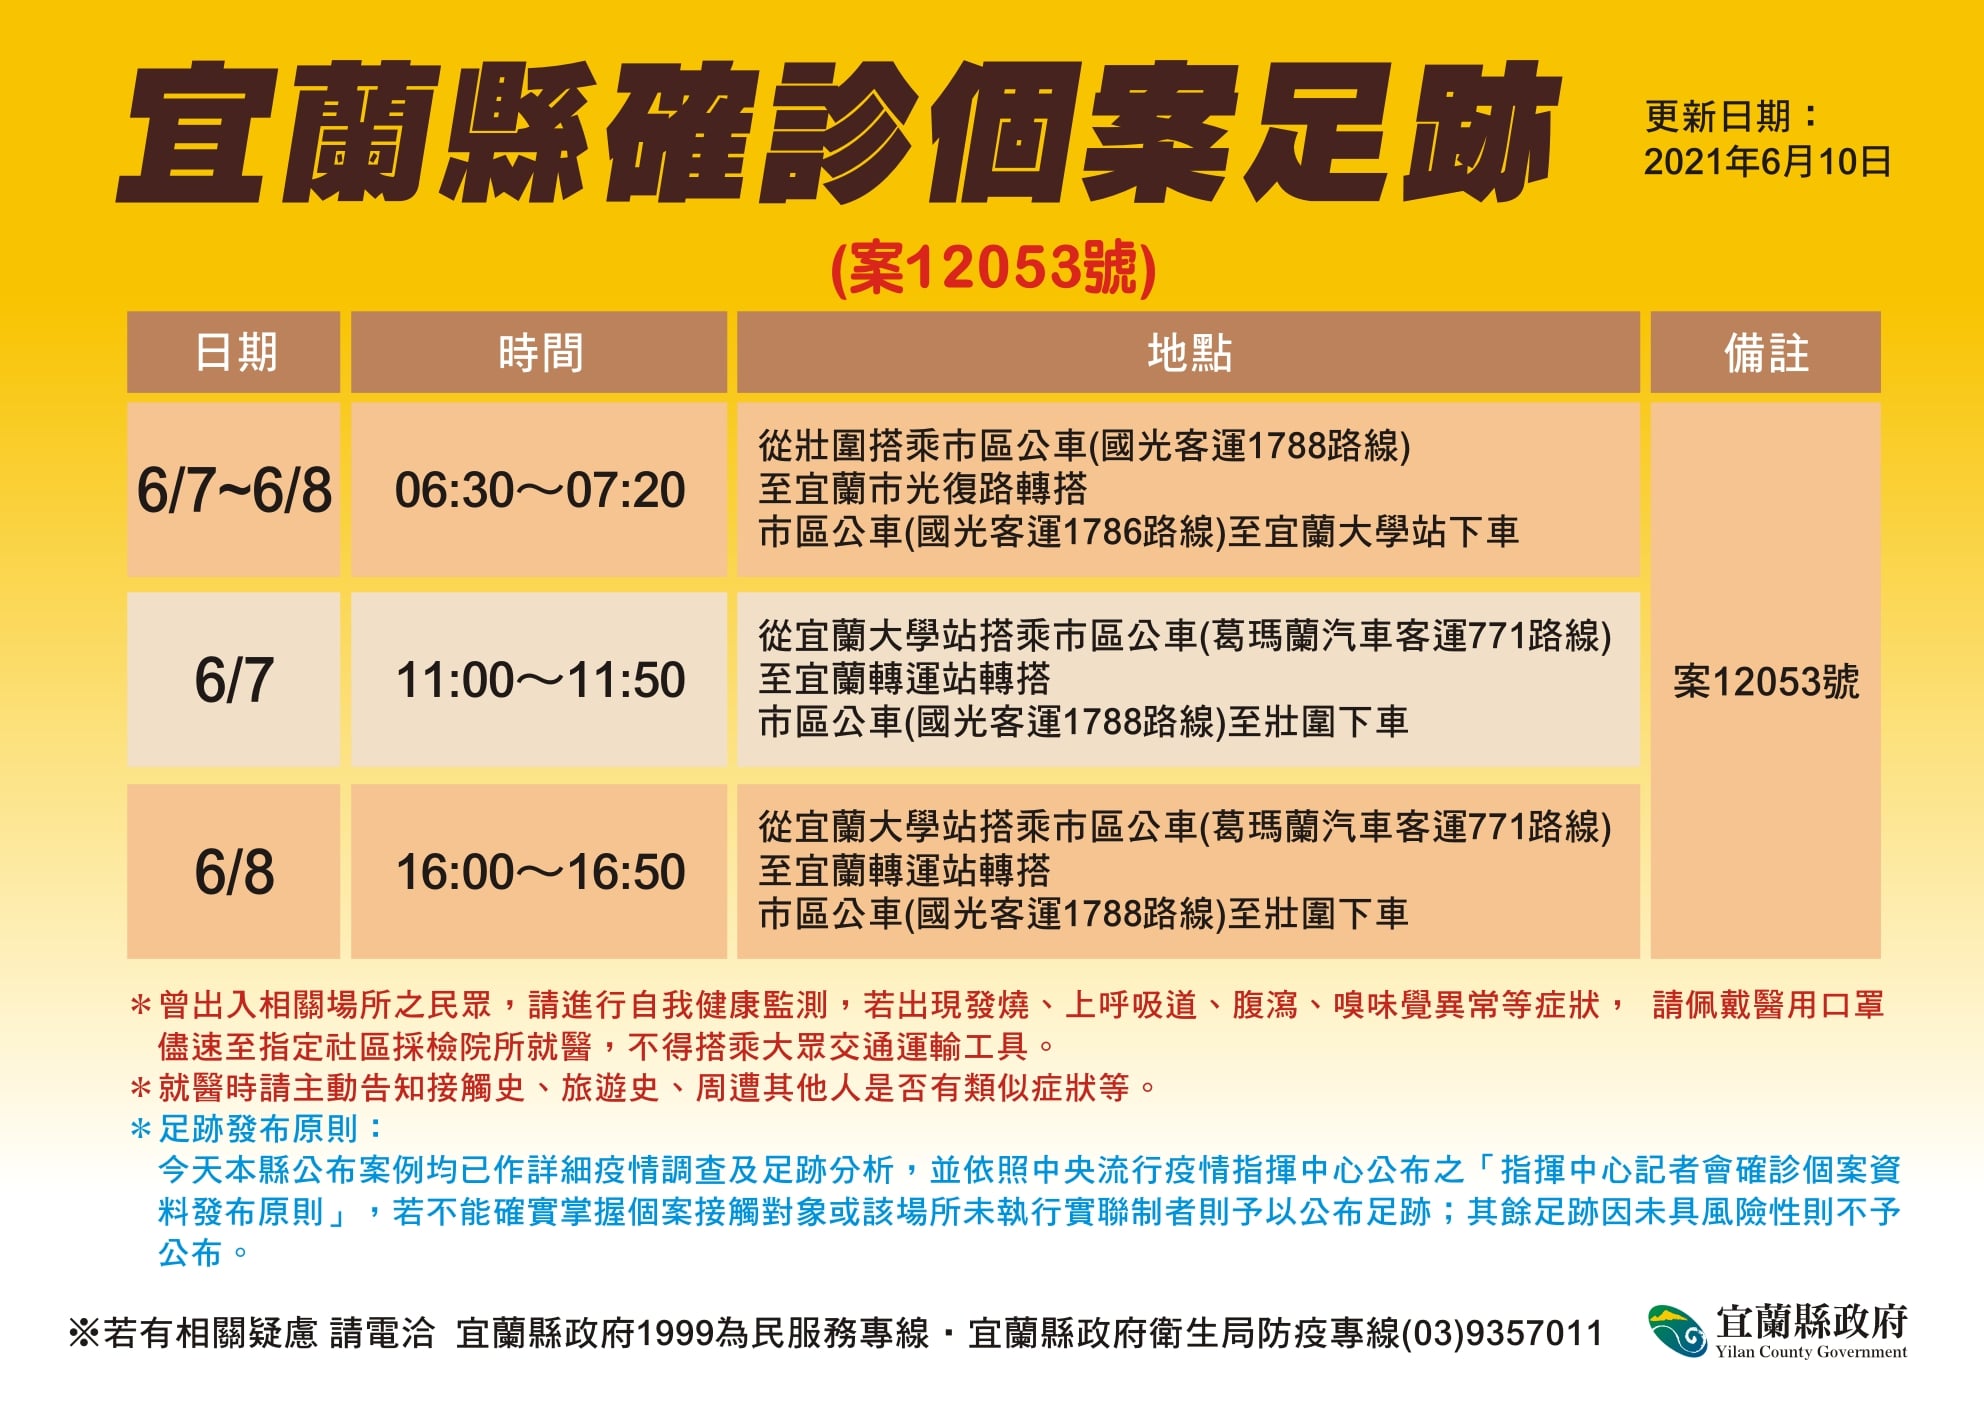 宜蘭縣確診個案足跡
更新日期：
2021年6月10日
(案12053號)
日期 時間 地點 備註
6/7~6/8 06:30～07:20
從壯圍搭乘市區公車(國光客運1788路線)
至宜蘭市光復路轉搭
市區公車(國光客運1786路線)至宜蘭大學站下車
6/7 11:00～11:50
從宜蘭大學站搭乘市區公車(葛瑪蘭汽車客運771路線)
至宜蘭轉運站轉搭
市區公車(國光客運1788路線)至壯圍下車
案12053號
6/8 16:00～16:50
從宜蘭大學站搭乘市區公車(葛瑪蘭汽車客運771路線)
至宜蘭轉運站轉搭
市區公車(國光客運1788路線)至壯圍下車
＊曾出入相關場所之民眾，請進行自我健康監測，若出現發燒、上呼吸道、腹瀉、嗅味覺異常等症狀， 請佩戴醫用口罩
儘速至指定社區採檢院所就醫，不得搭乘大眾交通運輸工具。
＊就醫時請主動告知接觸史、旅遊史、周遭其他人是否有類似症狀等。
＊足跡發布原則：
今天本縣公布案例均已作詳細疫情調查及足跡分析，並依照中央流行疫情指揮中心公布之「指揮中心記者會確診個案資
料發布原則」，若不能確實掌握個案接觸對象或該場所未執行實聯制者則予以公布足跡；其餘足跡因未具風險性則不予
公布。
※若有相關疑慮 請電洽 宜蘭縣政府1999為民服務專線．宜蘭縣政府衛生局防疫專線(03)9357011
宜蘭縣政府
Yilan County Government